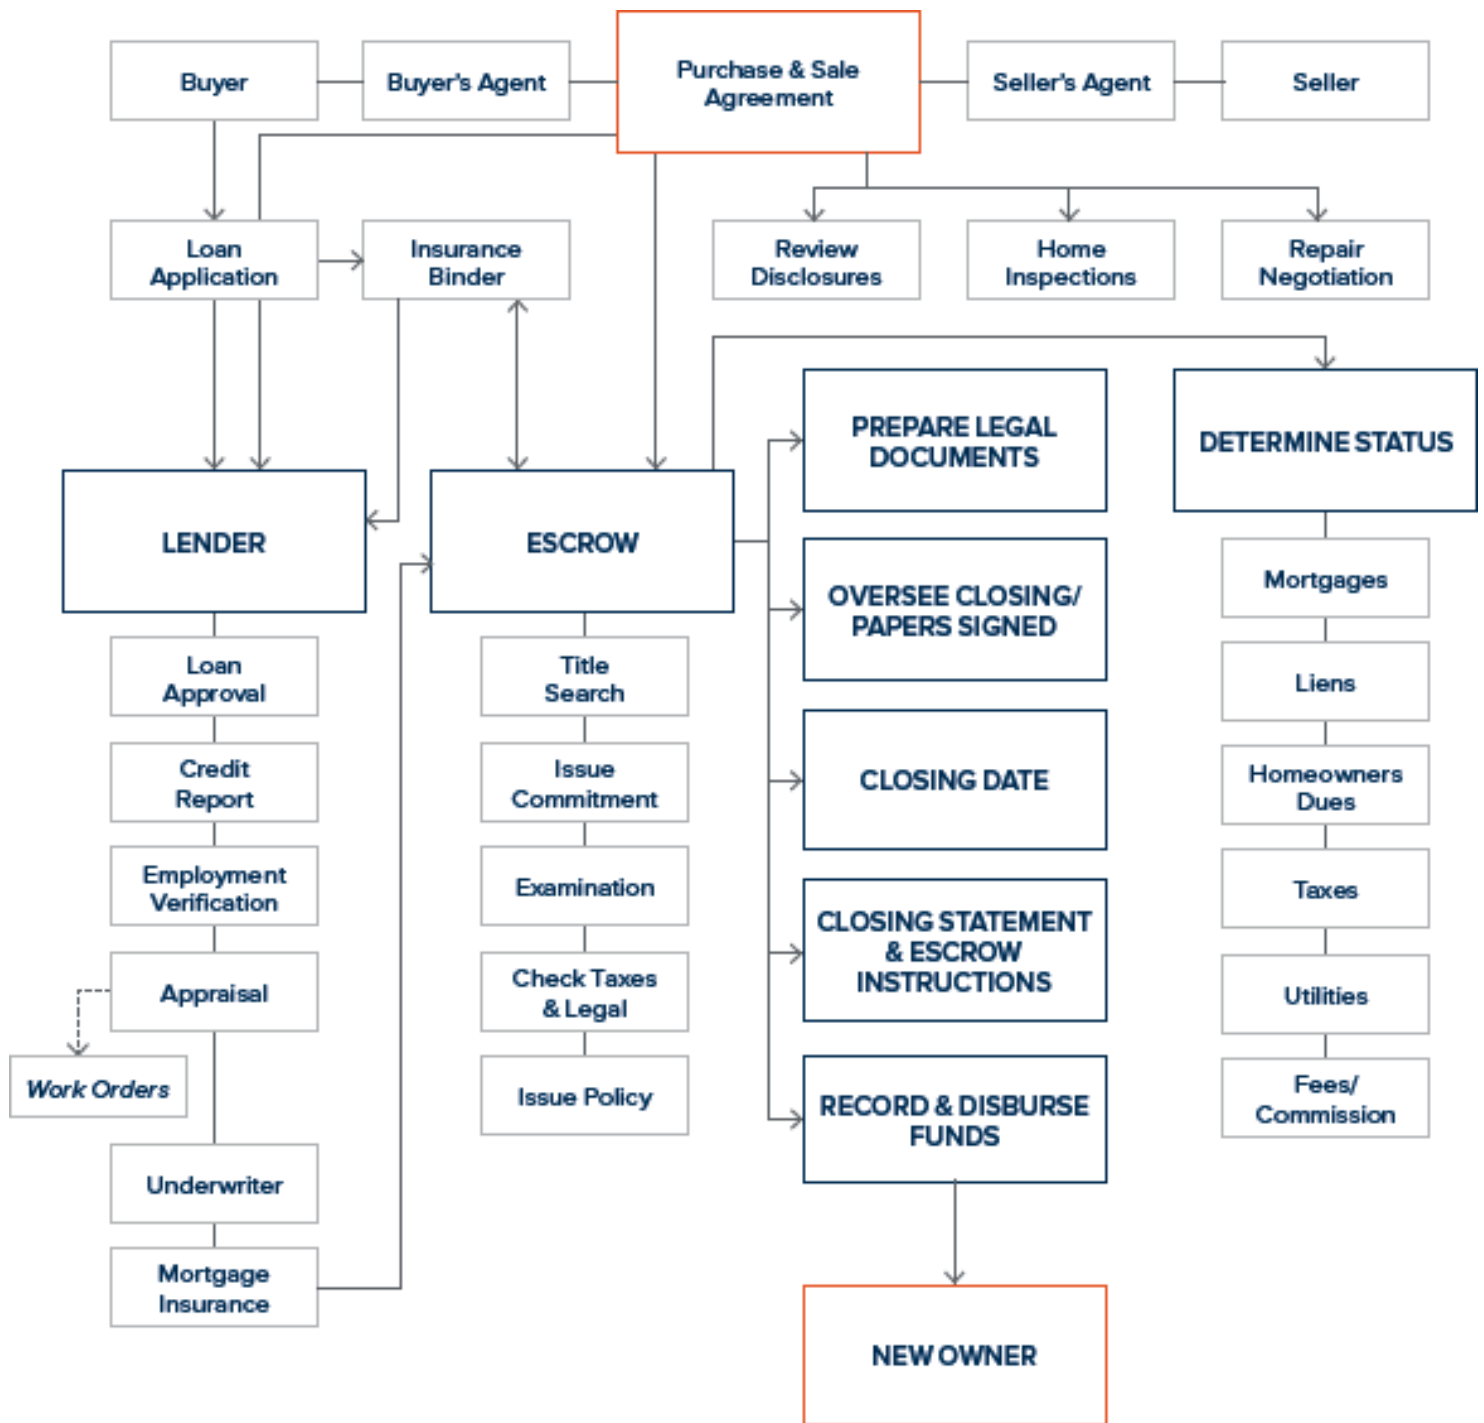 Buyer
Buyer's Agent
Purchase & Sale
Agreement
Seller's Agent
Seller
Loan
Application
Insurance
Binder
Review
Disclosures
Home
Inspections
Repair
Negotiation
LENDER
Loan
Approval
Credit
Report
Employment
Verification
Appraisal
Work Orders
Underwriter
Mortgage
Insurance
ESCROW
Title
Search
Issue
Commitment
Examination
Check Taxes
& Legal
Issue Policy
PREPARE LEGAL
DOCUMENTS
OVERSEE CLOSING/
PAPERS SIGNED
CLOSING DATE
CLOSING STATEMENT
& ESCROW
INSTRUCTIONS
RECORD & DISBURSE
FUNDS
NEW OWNER
DETERMINE STATUS
Mortgages
Liens
Homeowners
Dues
Taxes
Utilities
Fees/
Commission